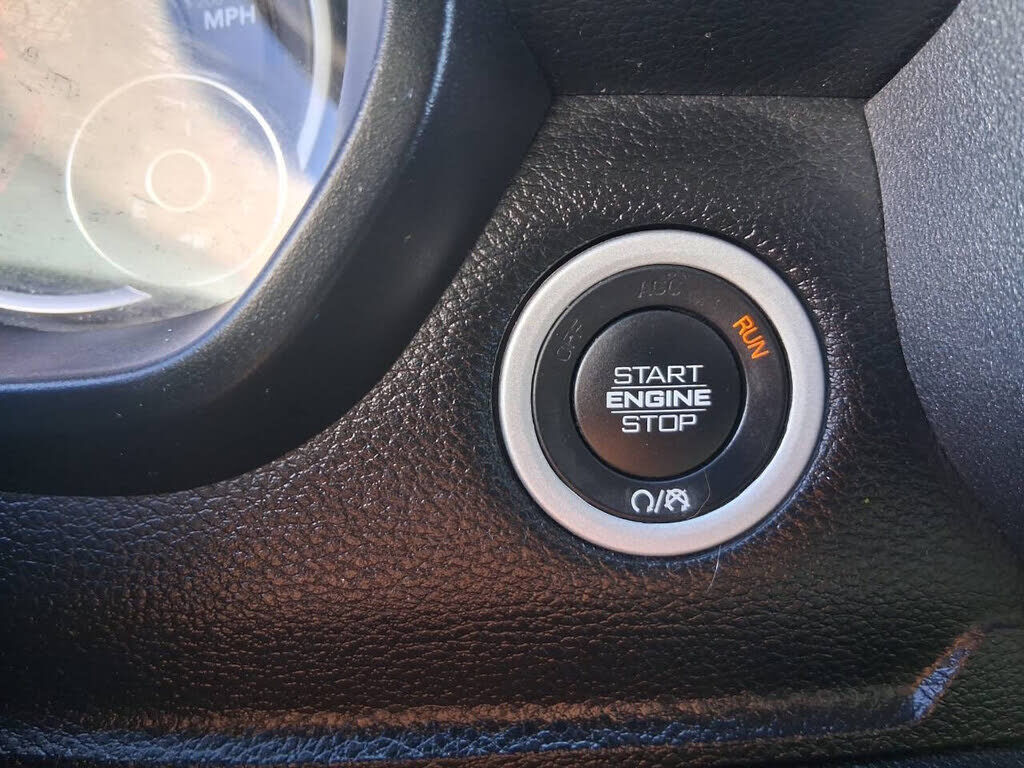 MPH
ACC
OFF
RUN
START
ENGINE
STOP